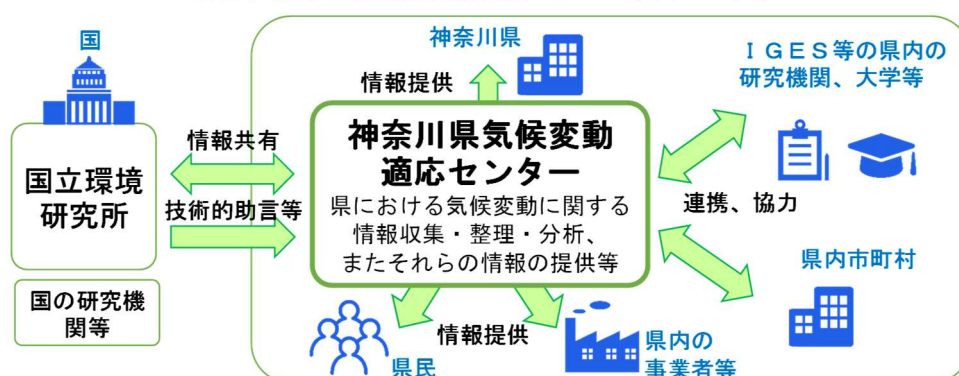 国
国立環境
研究所
国の研究機
関等
情報共有
技術的助言等
神奈川県
情報提供
神奈川県気候変動
適応センター
県における気候変動に関する
情報収集・整理・分析、
またそれらの情報の提供等
ＩＧＥＳ等の県内の
研究機関、大学等
連携、協力
県内市町村
情報提供
県民
県内の
事業者等